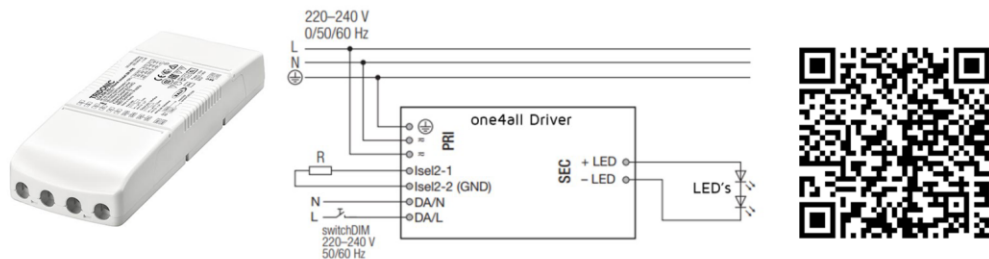 TRIDONIC
220–240 V
0/50/60 Hz
L
N
one4all Driver
PRI
≈
≈
R
Isel2-1
Isel2-2 (GND)
N
DA/N
L
DA/L
switchDIM
220–240 V
50/60 Hz
SEC
+ LED
– LED
LED's